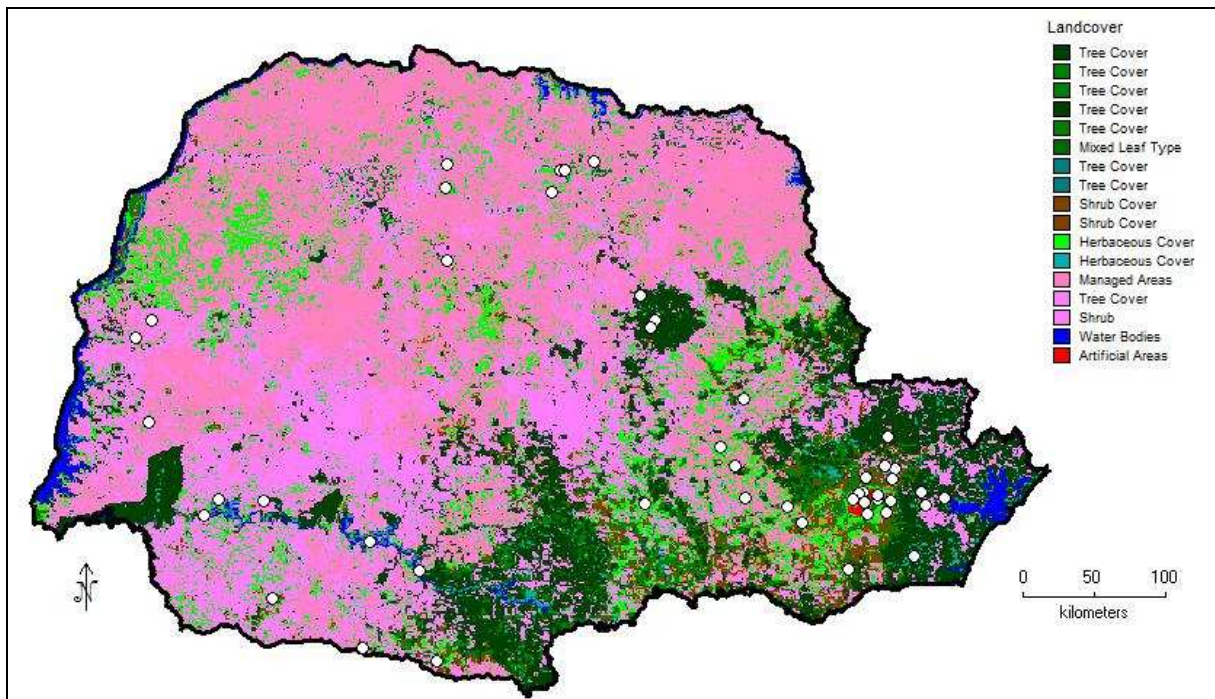 Landcover
Tree Cover
Tree Cover
Tree Cover
Tree Cover
Tree Cover
Mixed Leaf Type
Tree Cover
Tree Cover
Shrub Cover
Shrub Cover
Herbaceous Cover
Herbaceous Cover
Managed Areas
Tree Cover
Shrub
Water Bodies
Artificial Areas
N
0 50 100
kilometers